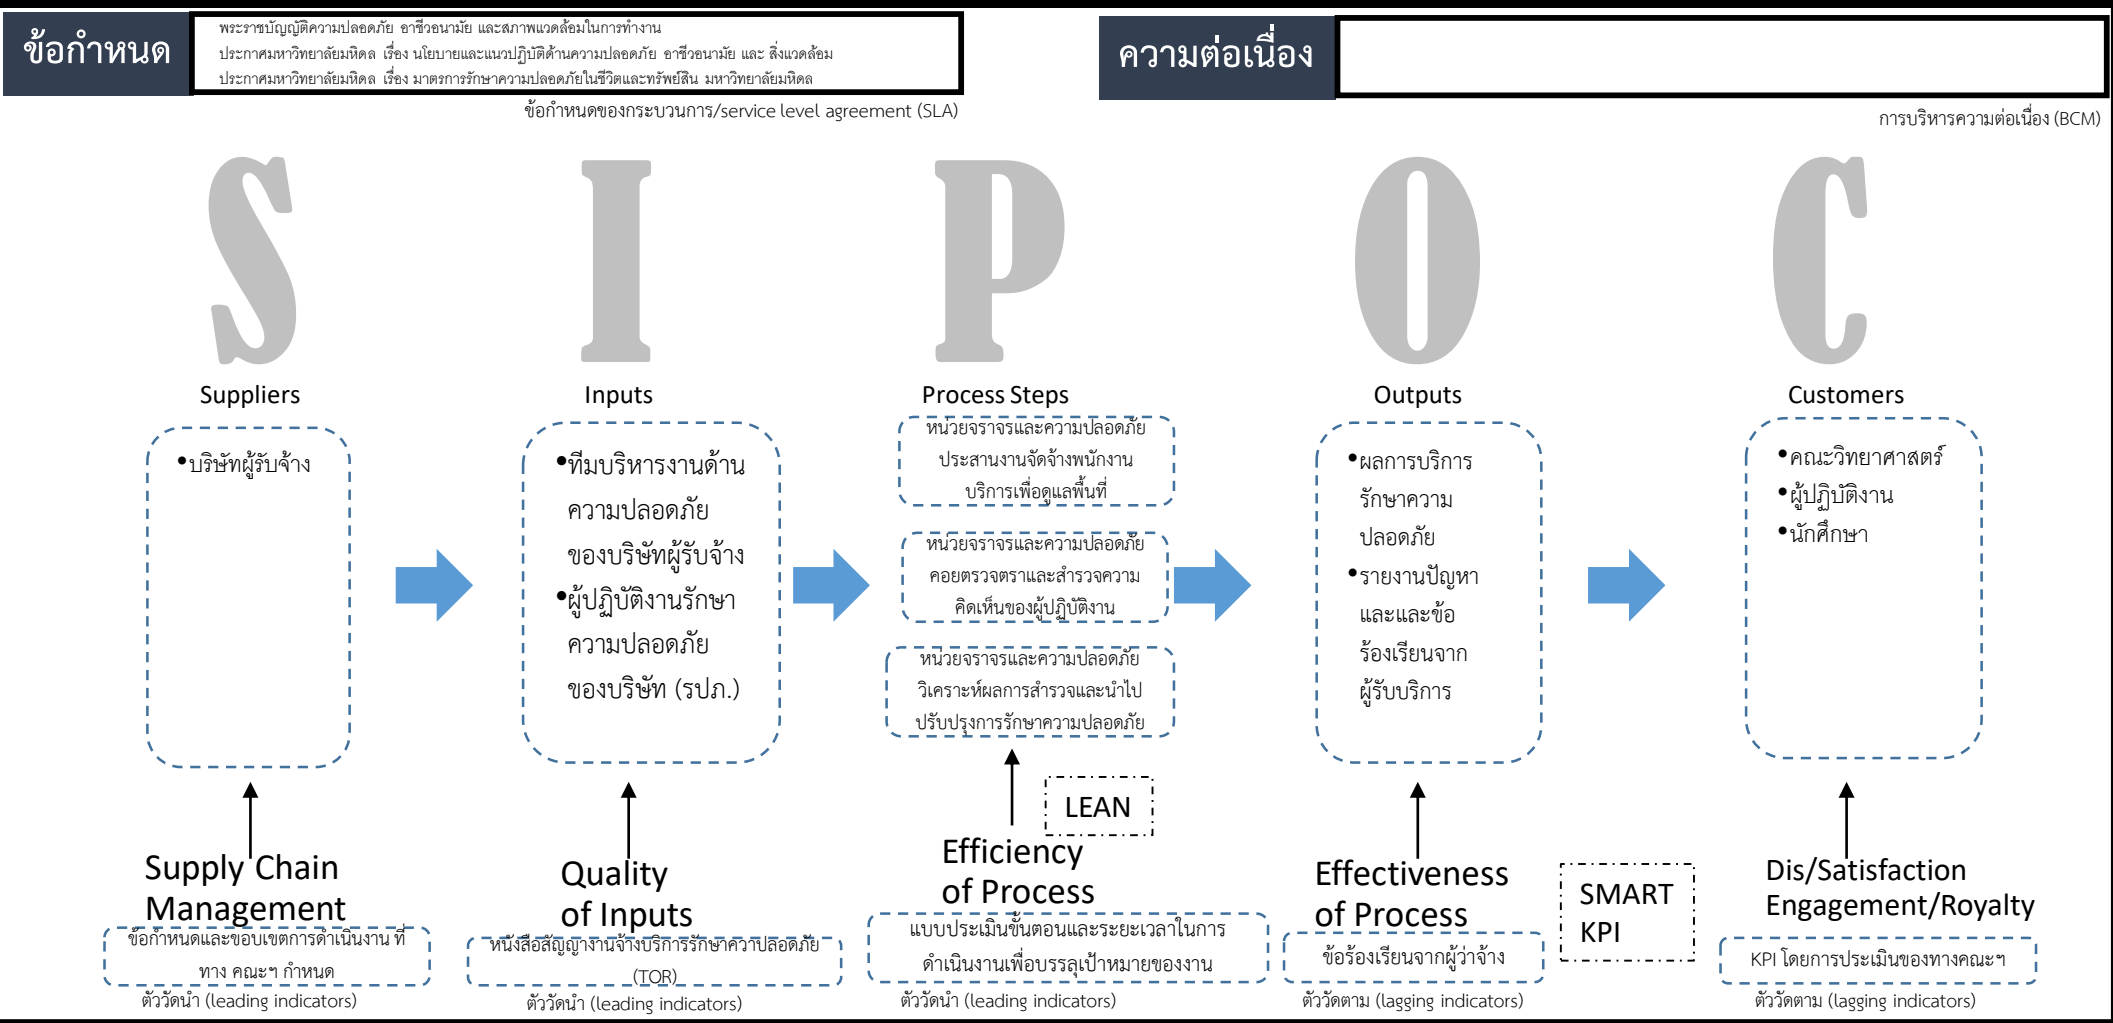 ข้อกำหนด
พระราชบัญญัติความปลอดภัย อาชีวอนามัย และสภาพแวดล้อมในการทำงาน
ประกาศมหาวิทยาลัยมหิดล เรื่อง นโยบายและแนวปฏิบัติด้านความปลอดภัย อาชีวอนามัย และ สิ่งแวดล้อม
ประกาศมหาวิทยาลัยมหิดล เรื่อง มาตรการรักษาความปลอดภัยในชีวิตและทรัพย์สิน มหาวิทยาลัยมหิดล
ข้อกำหนดของกระบวนการ/service level agreement (SLA)
ความต่อเนื่อง
การบริหารความต่อเนื่อง (BCM)
S I P O C
Suppliers
•บริษัทผู้รับจ้าง
Supply Chain
Management
ข้อกำหนดและขอบเขตการดำเนินงาน ที่
ทาง คณะฯ กำหนด
ตัววัดนำ (leading indicators)
Inputs
•ทีมบริหารงานด้าน
ความปลอดภัย
ของบริษัทผู้รับจ้าง
•ผู้ปฏิบัติงานรักษา
ความปลอดภัย
ของบริษัท (รปภ.)
Quality
of Inputs
หนังสือสัญญางานจ้างบริการรักษาควาปลอดภัย
(TOR)
ตัววัดนำ (leading indicators)
Process Steps
หน่วยจราจรและความปลอดภัย
ประสานงานจัดจ้างพนักงาน
บริการเพื่อดูแลพื้นที่
หน่วยจราจรและความปลอดภัย
คอยตรวจตราและสำรวจความ
คิดเห็นของผู้ปฏิบัติงาน
หน่วยจราจรและความปลอดภัย
วิเคราะห์ผลการสำรวจและนำไป
ปรับปรุงการรักษาความปลอดภัย
LEAN
Efficiency
of Process
แบบประเมินขั้นตอนและระยะเวลาในการ
ดำเนินงานเพื่อบรรลุเป้าหมายของงาน
ตัววัดนำ (leading indicators)
Outputs
•ผลการบริการ
รักษาความ
ปลอดภัย
•รายงานปัญหา
และและข้อ
ร้องเรียนจาก
ผู้รับบริการ
Effectiveness
of Process
ข้อร้องเรียนจากผู้ว่าจ้าง
ตัววัดตาม (lagging indicators)
SMART
KPI
Customers
•คณะวิทยาศาสตร์
•ผู้ปฏิบัติงาน
•นักศึกษา
Dis/Satisfaction
Engagement/Royalty
KPI โดยการประเมินของทางคณะฯ
ตัววัดตาม (lagging indicators)